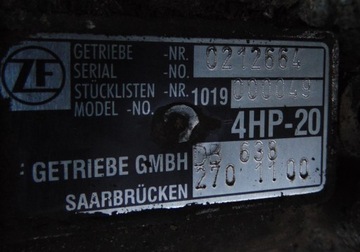 ZF
GETRIEBE -NR. 0212664
SERIAL -NO.
STÜCKLISTEN -NR. 1019 000049
MODEL -NO.
4HP-20
GETRIEBE GMBH DB 638
SAARBRÜCKEN 270 11 00